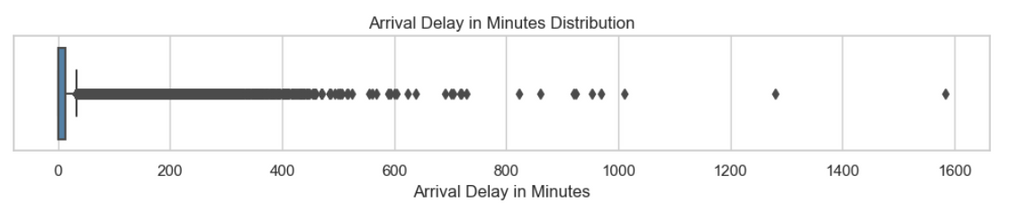 Arrival Delay in Minutes Distribution
0 200 400 600 800 1000 1200 1400 1600
Arrival Delay in Minutes